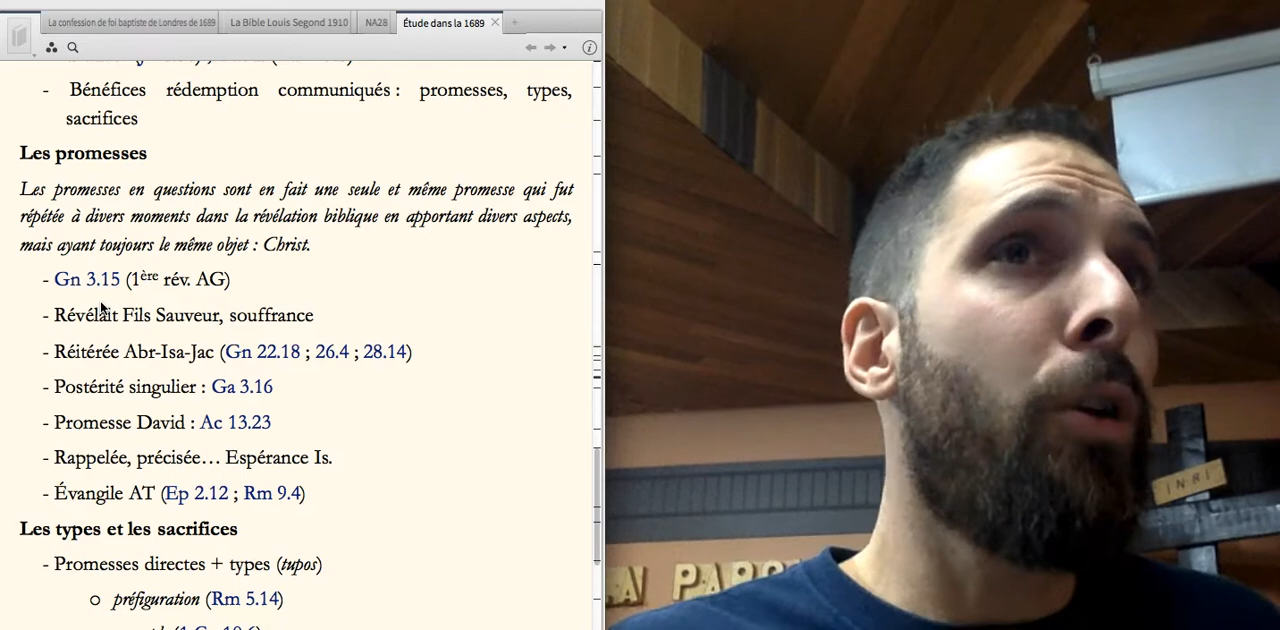 La confession de foi baptiste de Londres de 1689
La Bible Louis Segond 1910
NA28
Étude dans la 1689
- Bénéfices rédemption communiqués : promesses, types,
sacrifices
Les promesses
Les promesses en questions sont en fait une seule et même promesse qui fut
répétée à divers moments dans la révélation biblique en apportant divers aspects,
mais ayant toujours le même objet : Christ.
- Gn 3.15 (1ère rév. AG)
- Révélait Fils Sauveur, souffrance
- Réitérée Abr-Isa-Jac (Gn 22.18 ; 26.4 ; 28.14)
- Postérité singulier : Ga 3.16
- Promesse David : Ac 13.23
- Rappelée, précisée… Espérance Is.
- Évangile AT (Ep 2.12 ; Rm 9.4)
Les types et les sacrifices
- Promesses directes + types (tupos)
o préfiguration (Rm 5.14)
INRI